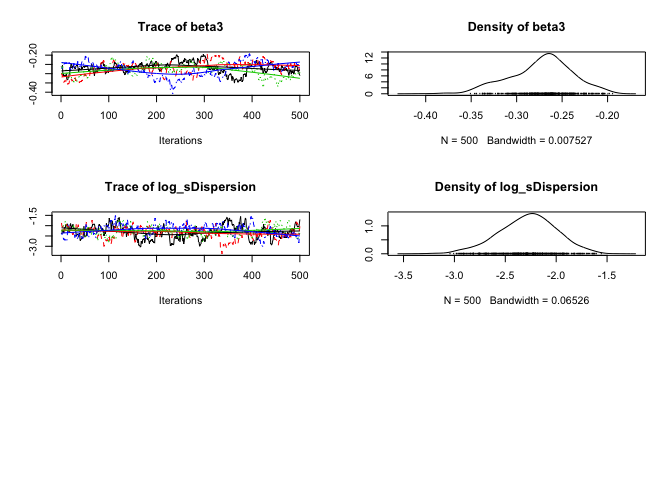 Trace of beta3
-0.40 -0.20
0 100 200 300 400 500
Iterations
Density of beta3
0 6 12
-0.40 -0.35 -0.30 -0.25 -0.20
N = 500 Bandwidth = 0.007527
Trace of log_sDispersion
-3.0 -1.5
0 100 200 300 400 500
Iterations
Density of log_sDispersion
0.0 1.0
-3.5 -3.0 -2.5 -2.0 -1.5
N = 500 Bandwidth = 0.06526